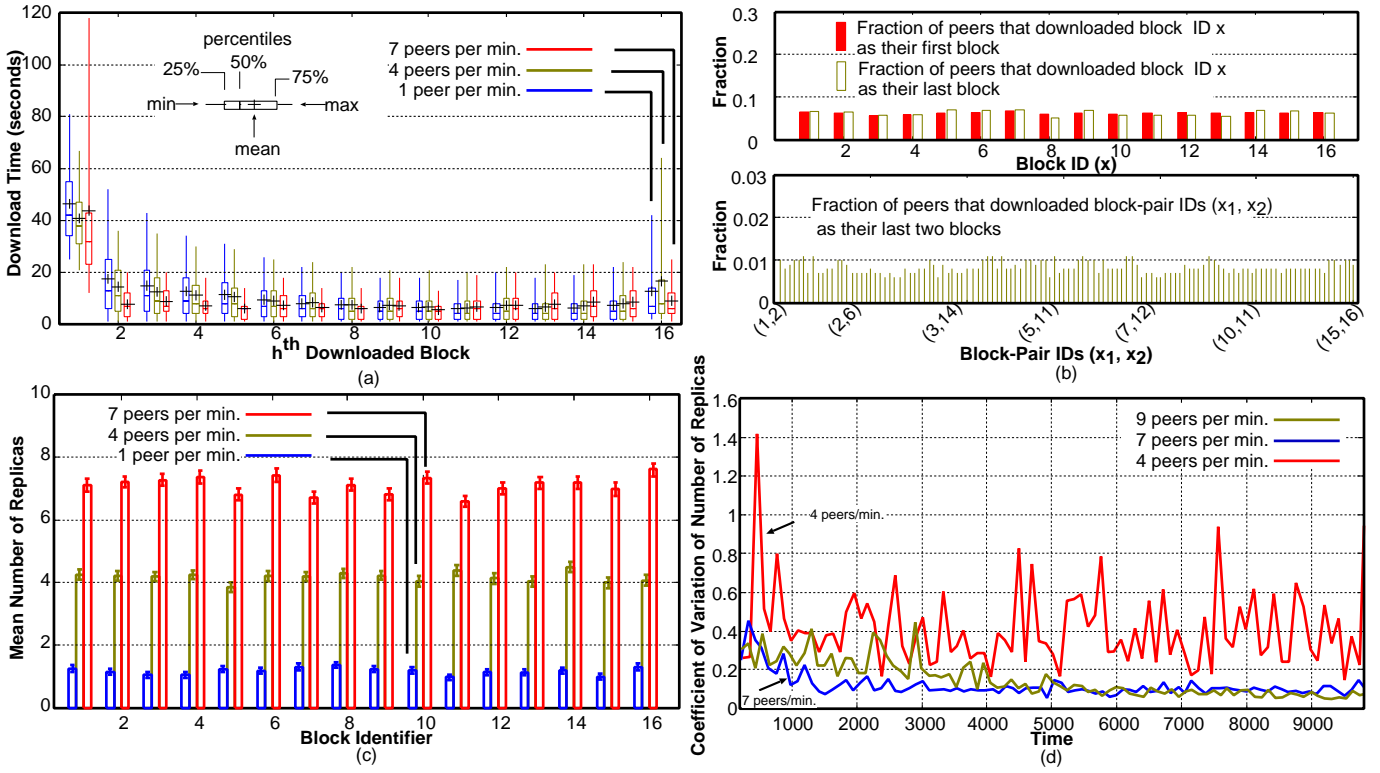 120
100
80
60
40
20
0
Download Time (seconds)
percentiles
25%
50%
75%
min
max
mean
7 peers per min.
4 peers per min.
1 peer per min.
2 4 6 8 10 12 14 16
hth Downloaded Block
(a)
0.3
0.2
0.1
0
Fraction
Fraction of peers that downloaded block ID x
as their first block
Fraction of peers that downloaded block ID x
as their last block
2 4 6 8 10 12 14 16
Block ID (x)
0.03
0.02
0.01
0
Fraction
Fraction of peers that downloaded block-pair IDs (x1, x2)
as their last two blocks
(1,2) (2,6) (3,14) (5,11) (7,12) (10,11) (15,16)
Block-Pair IDs (x1, x2)
(b)
10
8
6
4
2
0
Mean Number of Replicas
7 peers per min.
4 peers per min.
1 peer per min.
2 4 6 8 10 12 14 16
Block Identifier
(c)
1.6
1.4
1.2
1
0.8
0.6
0.4
0.2
0
Coefficient of Variation of Number of Replicas
9 peers per min.
7 peers per min.
4 peers per min.
4 peers/min.
7 peers/min.
1000 2000 3000 4000 5000 6000 7000 8000 9000
Time
(d)